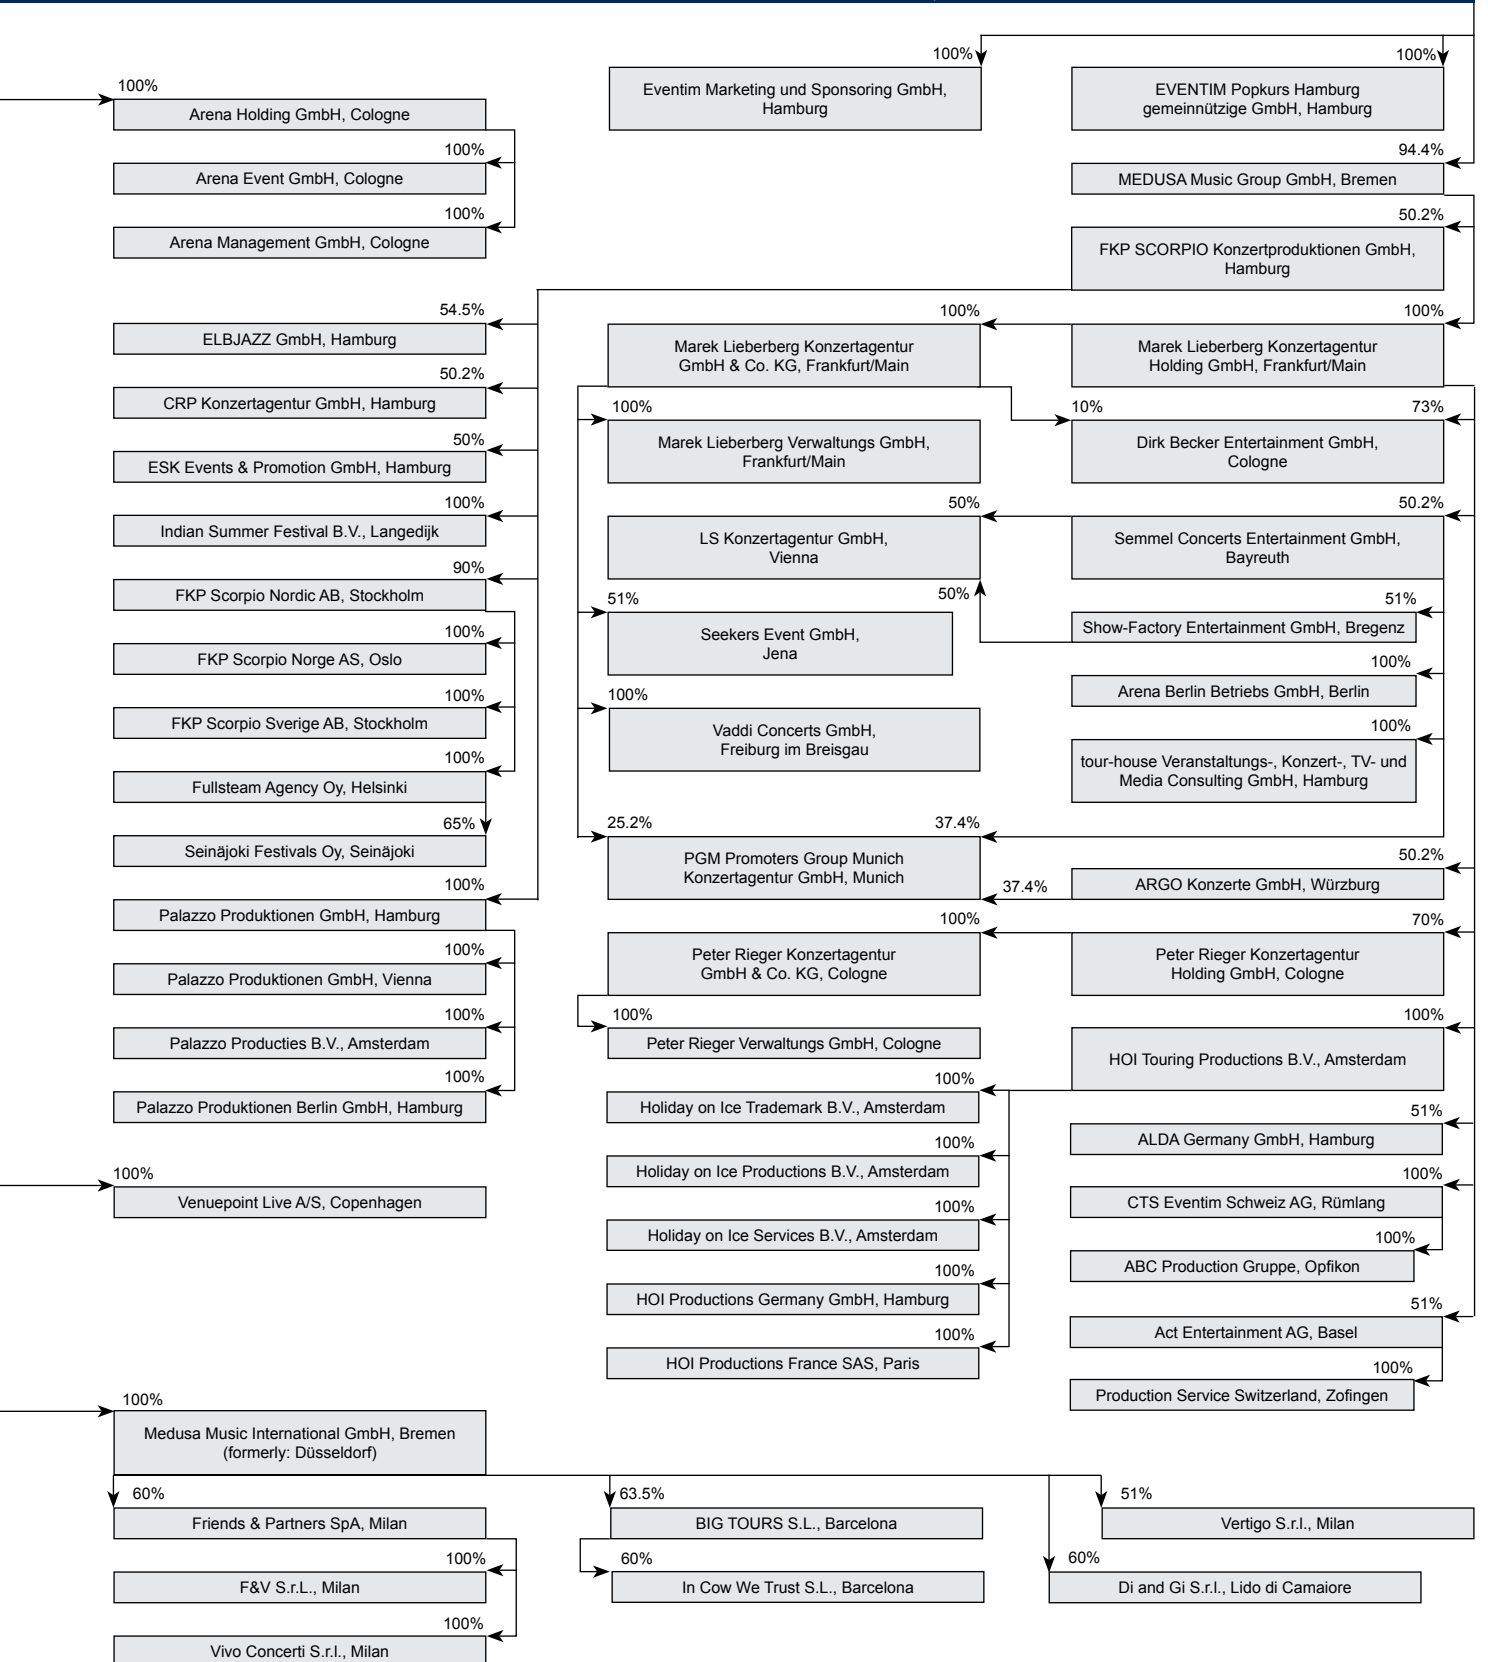 100%
Arena Holding GmbH, Cologne
100%
Arena Event GmbH, Cologne
100%
Arena Management GmbH, Cologne
54.5%
ELBJAZZ GmbH, Hamburg
50.2%
CRP Konzertagentur GmbH, Hamburg
50%
ESK Events & Promotion GmbH, Hamburg
100%
Indian Summer Festival B.V., Langedijk
90%
FKP Scorpio Nordic AB, Stockholm
100%
FKP Scorpio Norge AS, Oslo
100%
FKP Scorpio Sverige AB, Stockholm
100%
Fullsteam Agency Oy, Helsinki
65%
Seinäjoki Festivals Oy, Seinäjoki
100%
Palazzo Produktionen GmbH, Hamburg
100%
Palazzo Produktionen GmbH, Vienna
100%
Palazzo Producties B.V., Amsterdam
100%
Palazzo Produktionen Berlin GmbH, Hamburg
100%
Venuepoint Live A/S, Copenhagen
100%
Eventim Marketing und Sponsoring GmbH,
Hamburg
100%
Marek Lieberberg Konzertagentur
GmbH & Co. KG, Frankfurt/Main
100%
Marek Lieberberg Verwaltungs GmbH,
Frankfurt/Main
50%
LS Konzertagentur GmbH,
Vienna
50%
51%
Seekers Event GmbH,
Jena
100%
Vaddi Concerts GmbH,
Freiburg im Breisgau
25.2%
37.4%
PGM Promoters Group Munich
Konzertagentur GmbH, Munich
37.4%
100%
Peter Rieger Konzertagentur
GmbH & Co. KG, Cologne
100%
Peter Rieger Verwaltungs GmbH, Cologne
100%
Holiday on Ice Trademark B.V., Amsterdam
100%
Holiday on Ice Productions B.V., Amsterdam
100%
Holiday on Ice Services B.V., Amsterdam
100%
HOI Productions Germany GmbH, Hamburg
100%
HOI Productions France SAS, Paris
100%
EVENTIM Popkurs Hamburg
gemeinnützige GmbH, Hamburg
94.4%
MEDUSA Music Group GmbH, Bremen
50.2%
FKP SCORPIO Konzertproduktionen GmbH,
Hamburg
100%
Marek Lieberberg Konzertagentur
Holding GmbH, Frankfurt/Main
10%
73%
Dirk Becker Entertainment GmbH,
Cologne
50.2%
Semmel Concerts Entertainment GmbH,
Bayreuth
51%
Show-Factory Entertainment GmbH, Bregenz
100%
Arena Berlin Betriebs GmbH, Berlin
100%
tour-house Veranstaltungs-, Konzert-, TV- und
Media Consulting GmbH, Hamburg
50.2%
ARGO Konzerte GmbH, Würzburg
70%
Peter Rieger Konzertagentur
Holding GmbH, Cologne
100%
HOI Touring Productions B.V., Amsterdam
51%
ALDA Germany GmbH, Hamburg
100%
CTS Eventim Schweiz AG, Rümlang
100%
ABC Production Gruppe, Opfikon
51%
Act Entertainment AG, Basel
100%
Production Service Switzerland, Zofingen
100%
Medusa Music International GmbH, Bremen
(formerly: Düsseldorf)
60%
Friends & Partners SpA, Milan
100%
F&V S.r.L., Milan
100%
Vivo Concerti S.r.l., Milan
63.5%
BIG TOURS S.L., Barcelona
60%
In Cow We Trust S.L., Barcelona
51%
Vertigo S.r.l., Milan
60%
Di and Gi S.r.l., Lido di Camaiore